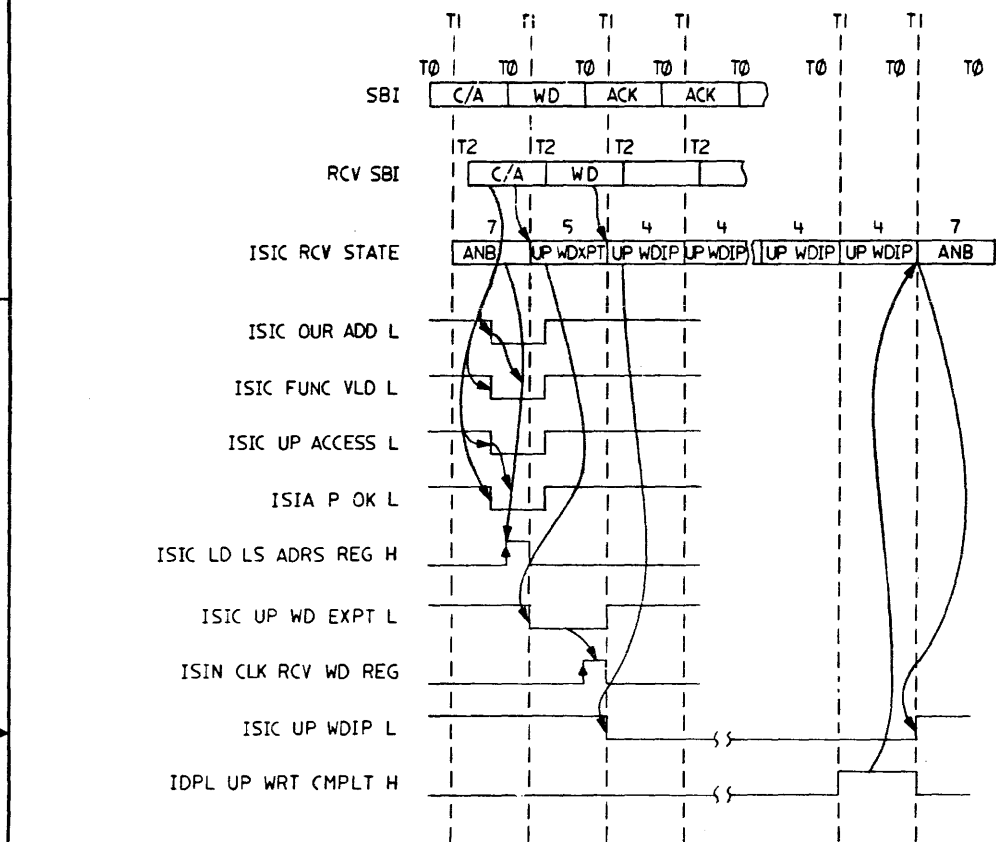 T1 T1 T1 T1 T1 T1
TØ TØ TØ TØ TØ TØ TØ TØ
SBI C/A WD ACK ACK
T2 T2 T2 T2
RCV SBI C/A WD
7 5 4 4 4 4 7
ISIC RCV STATE ANB UP WDXPT UP WDIP UP WDIP UP WDIP UP WDIP ANB
ISIC OUR ADD L
ISIC FUNC VLD L
ISIC UP ACCESS L
ISIA P OK L
ISIC LD LS ADRS REG H
ISIC UP WD EXPT L
ISIN CLK RCV WD REG
ISIC UP WDIP L
IDPL UP WRT CMPLT H